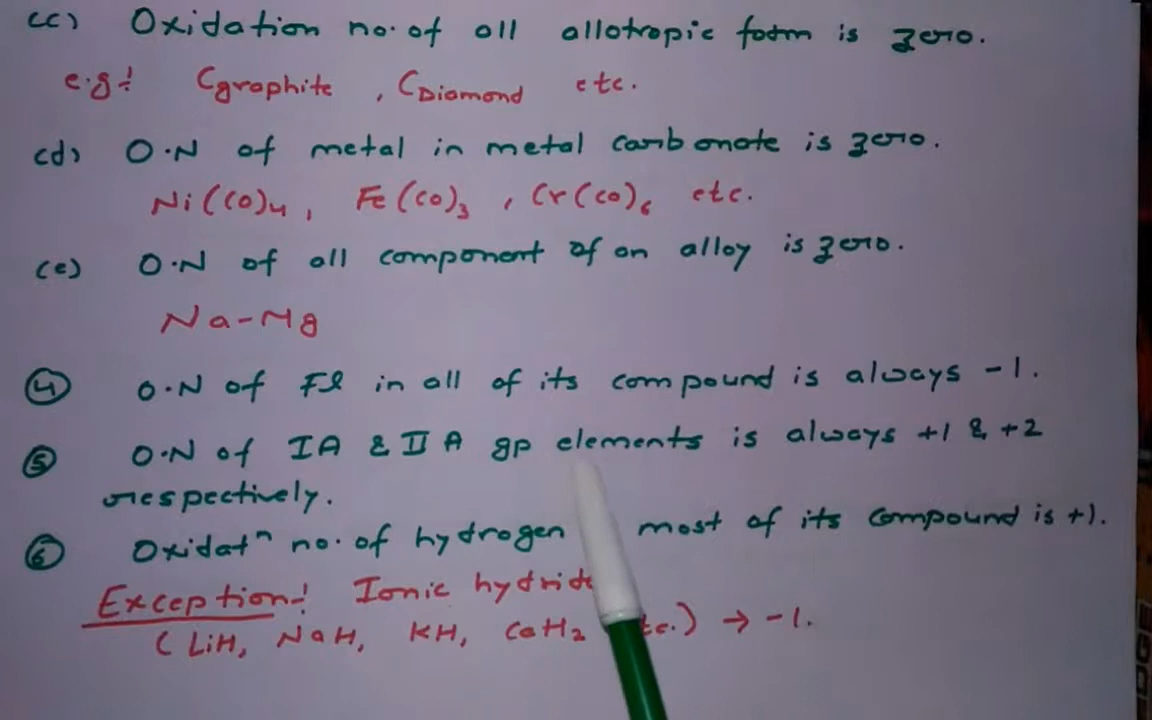 (c) Oxidation no. of all allotropic form is zero.
e.g:- Cgraphite, CDiamond etc.
(d) O.N of metal in metal carbonate is zero.
Ni(CO)4, Fe(CO)3, Cr(CO)6 etc.
(e) O.N of all component of an alloy is zero.
Na-Mg
④ O.N of Fl in all of its compound is always -1.
⑤ O.N of IA & IIA gp elements is always +1 & +2
respectively.
⑥ Oxidatⁿ no. of hydrogen most of its compound is +1.
Exception:- Ionic hydride
(LiH, NaH, KH, CaH2 etc.) → -1.